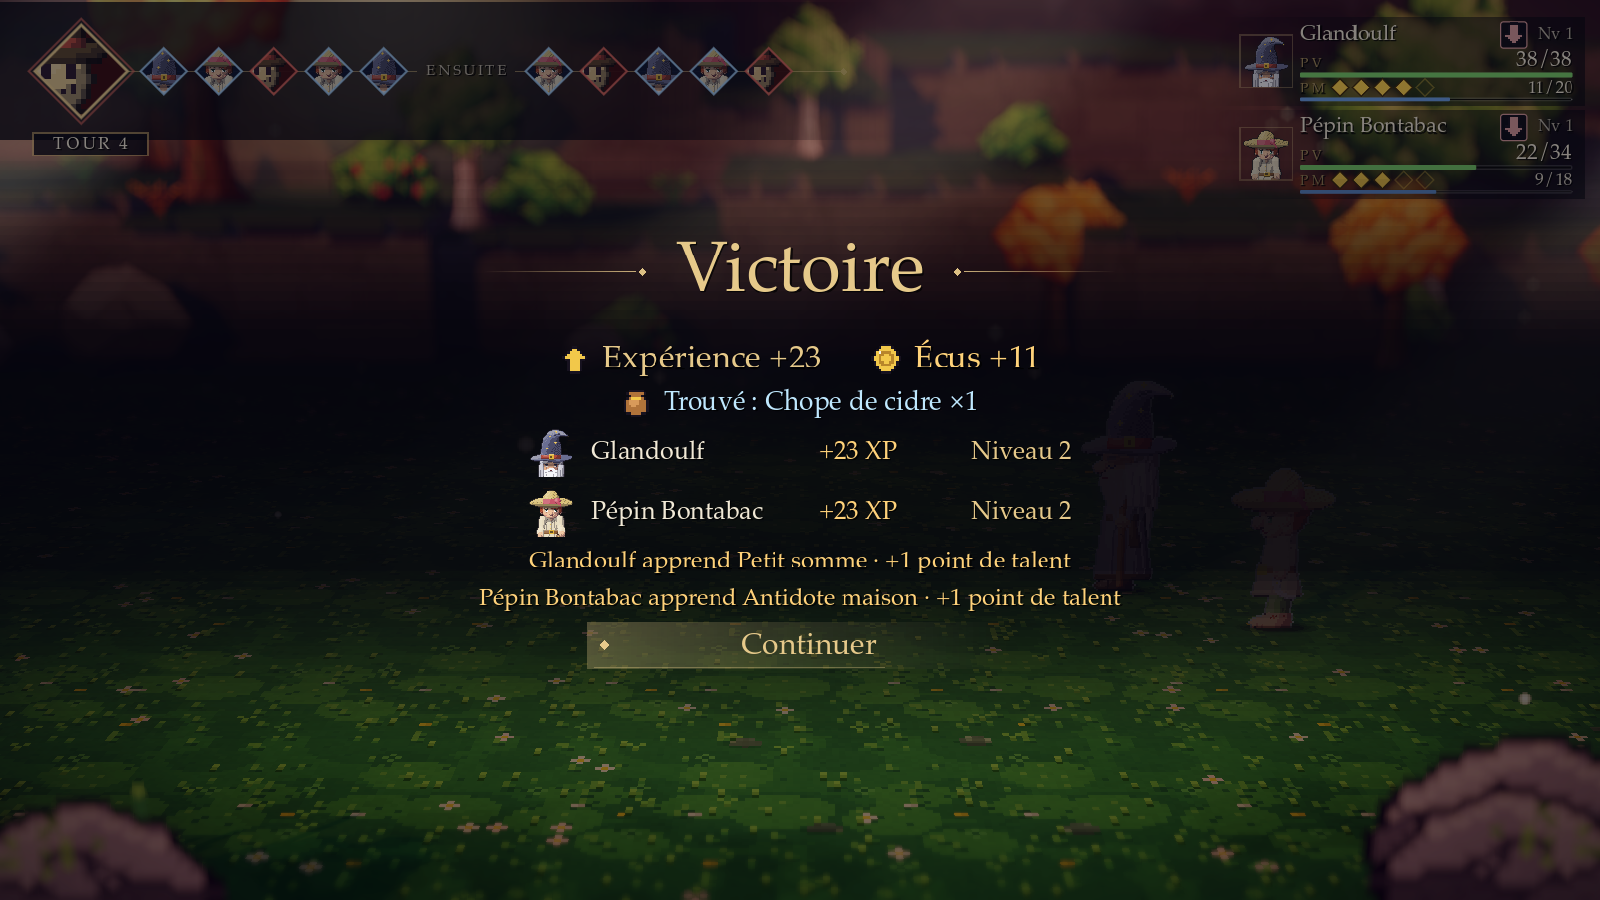 ENSUITE
TOUR 4
Glandoulf
Nv 1
PV
38/38
PM
11/20
Pépin Bontabac
Nv 1
PV
22/34
PM
9/18
Victoire
Expérience +23
Écus +11
Trouvé : Chope de cidre ×1
Glandoulf +23 XP Niveau 2
Pépin Bontabac +23 XP Niveau 2
Glandoulf apprend Petit somme · +1 point de talent
Pépin Bontabac apprend Antidote maison · +1 point de talent
Continuer